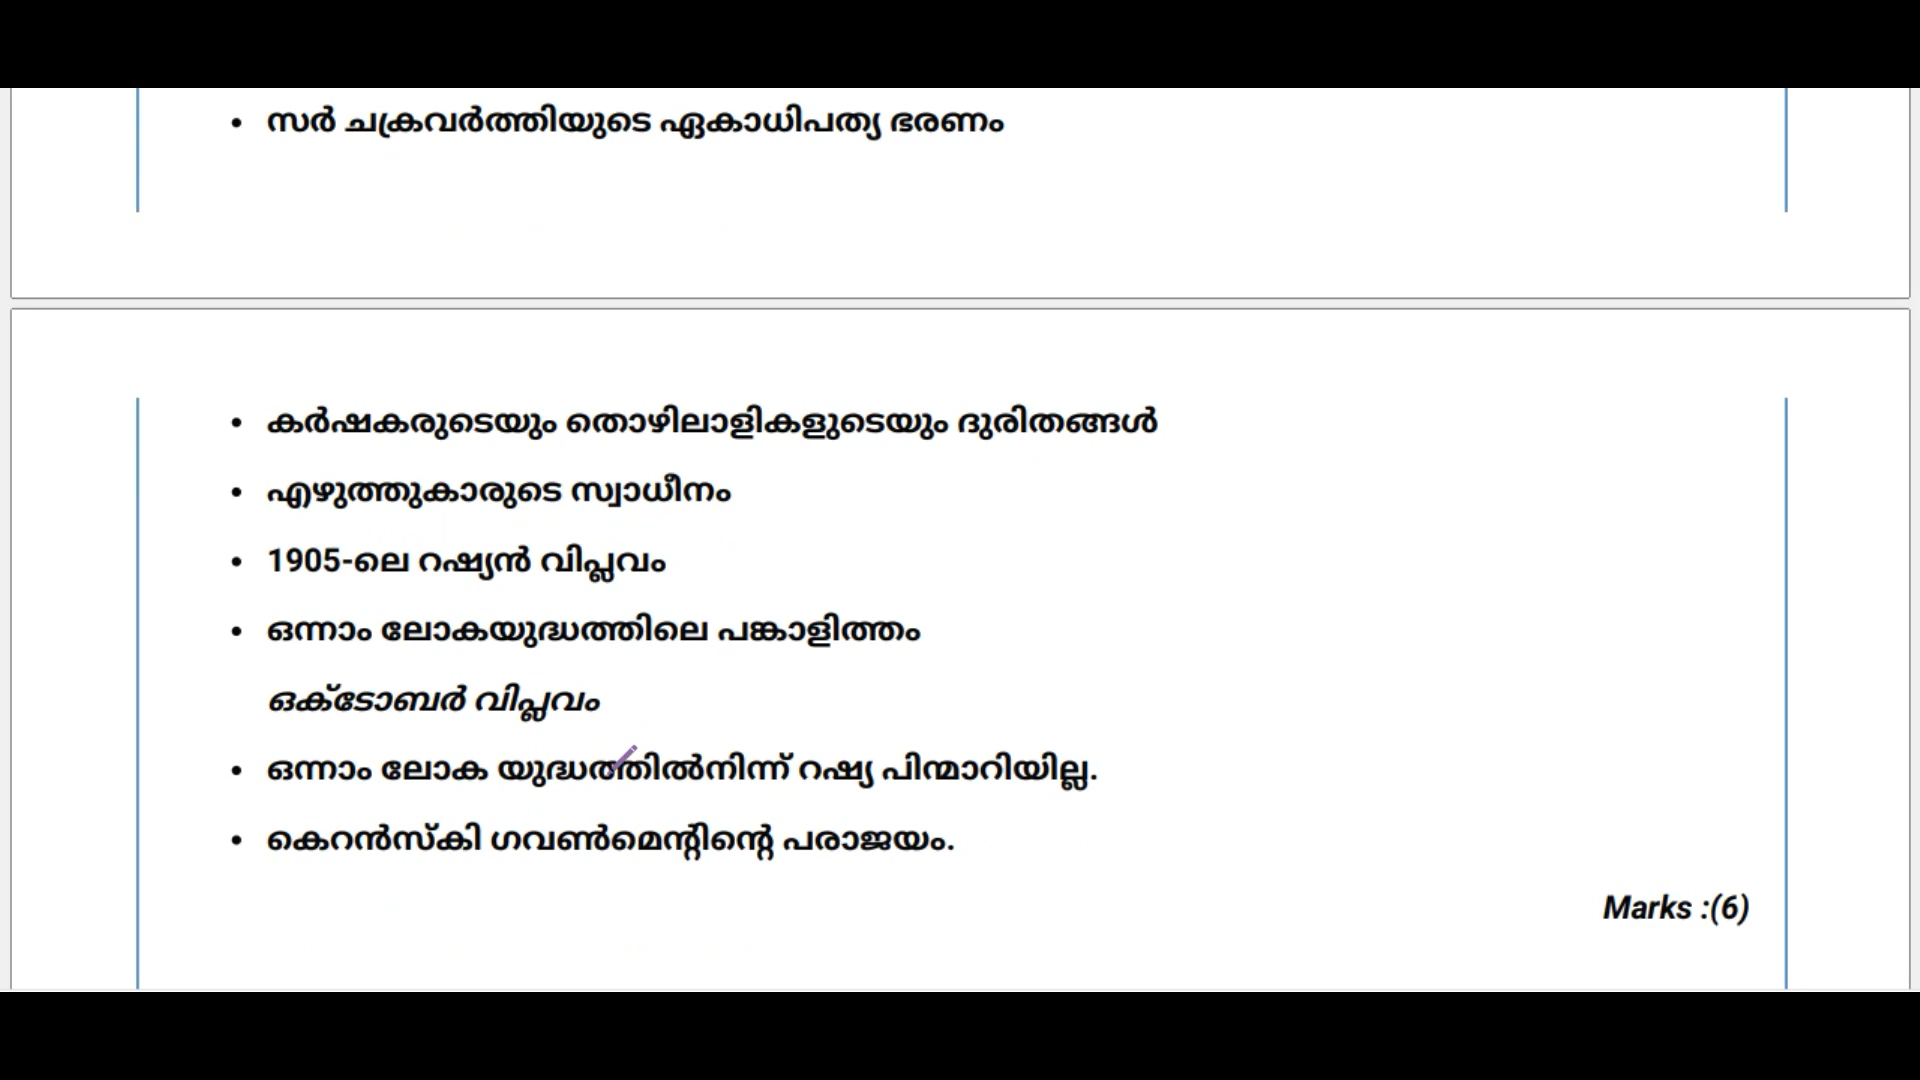 • സർ ചക്രവർത്തിയുടെ ഏകാധിപത്യ ഭരണം
• കർഷകരുടെയും തൊഴിലാളികളുടെയും ദുരിതങ്ങൾ
• എഴുത്തുകാരുടെ സ്വാധീനം
• 1905-ലെ റഷ്യൻ വിപ്ലവം
• ഒന്നാം ലോകയുദ്ധത്തിലെ പങ്കാളിത്തം
ഒക്ടോബർ വിപ്ലവം
• ഒന്നാം ലോക യുദ്ധത്തിൽനിന്ന് റഷ്യ പിന്മാറിയില്ല.
• കെറൻസ്കി ഗവൺമെന്റിന്റെ പരാജയം.
Marks :(6)